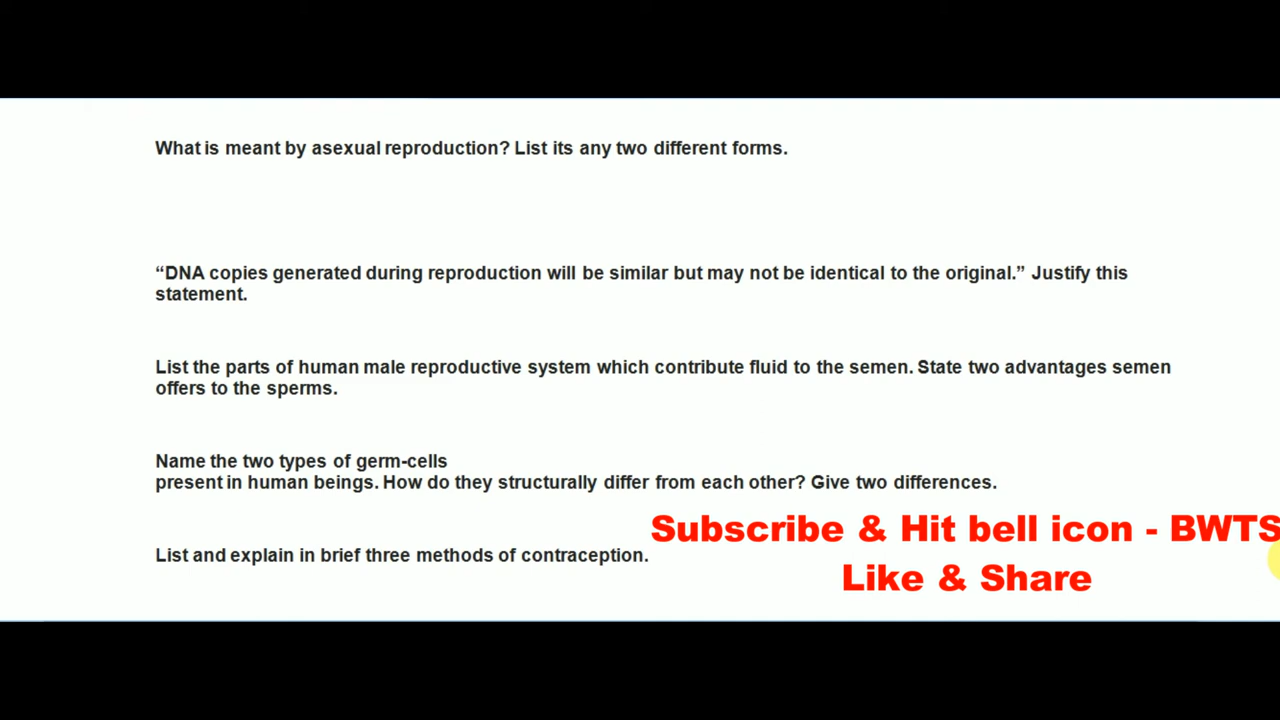 What is meant by asexual reproduction? List its any two different forms.
“DNA copies generated during reproduction will be similar but may not be identical to the original.” Justify this
statement.
List the parts of human male reproductive system which contribute fluid to the semen. State two advantages semen
offers to the sperms.
Name the two types of germ-cells
present in human beings. How do they structurally differ from each other? Give two differences.
Subscribe & Hit bell icon - BWTS
List and explain in brief three methods of contraception.
Like & Share